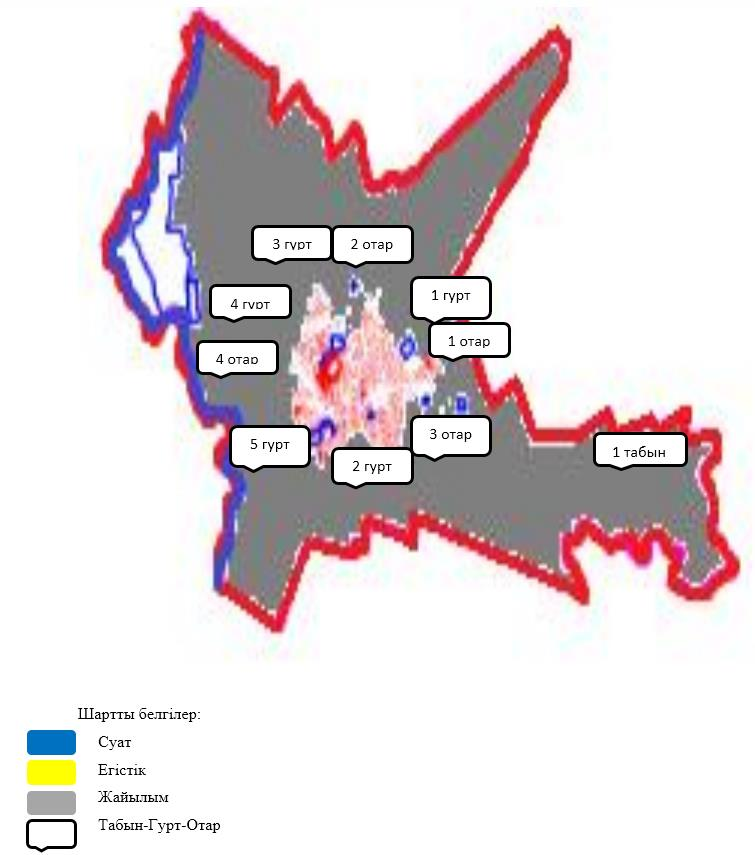 3 гурт
2 отар
4 гурт
1 гурт
1 отар
4 отар
5 гурт
3 отар
2 гурт
1 табын
Шартты белгілер:
Суат
Егістік
Жайылым
Табын-Гурт-Отар